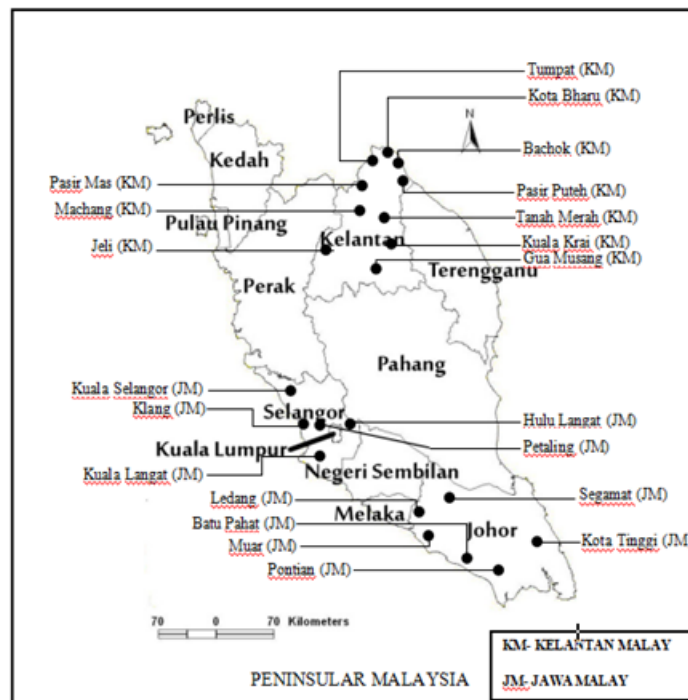 Tumpat (KM)
Kota Bharu (KM)
Bachok (KM)
Perlis
Kedah
N
Pasir Mas (KM)
Pasir Puteh (KM)
Machang (KM)
Tanah Merah (KM)
Pulau Pinang
Kelantan
Kuala Krai (KM)
Jeli (KM)
Gua Musang (KM)
Terengganu
Perak
Pahang
Kuala Selangor (JM)
Klang (JM)
Selangor
Hulu Langat (JM)
Kuala Lumpur
Petaling (JM)
Kuala Langat (JM)
Negeri Sembilan
Ledang (JM)
Segamat (JM)
Melaka
Batu Pahat (JM)
Johor
Muar (JM)
Kota Tinggi (JM
Pontian (JM)
70 0 70 Kilometers
KM- KELANTAN MALAY
PENINSULAR MALAYSIA
JM- JAWA MALAY